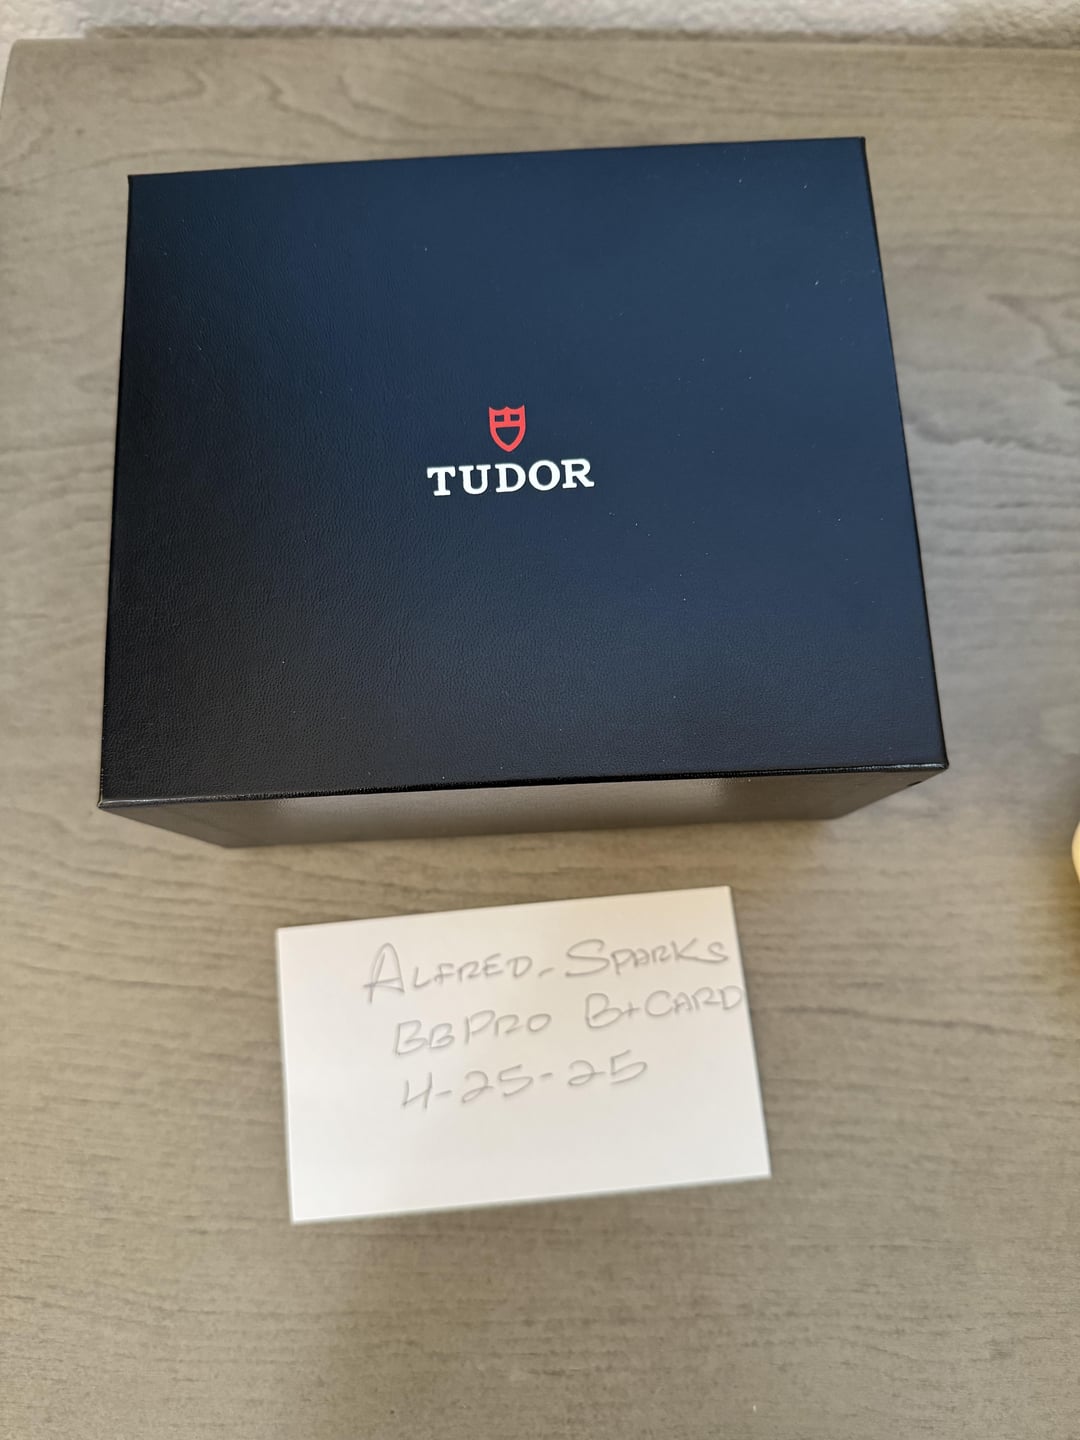 TUDOR
ALFRED_SPARKS
BBPRO B+CARD
4-25-25